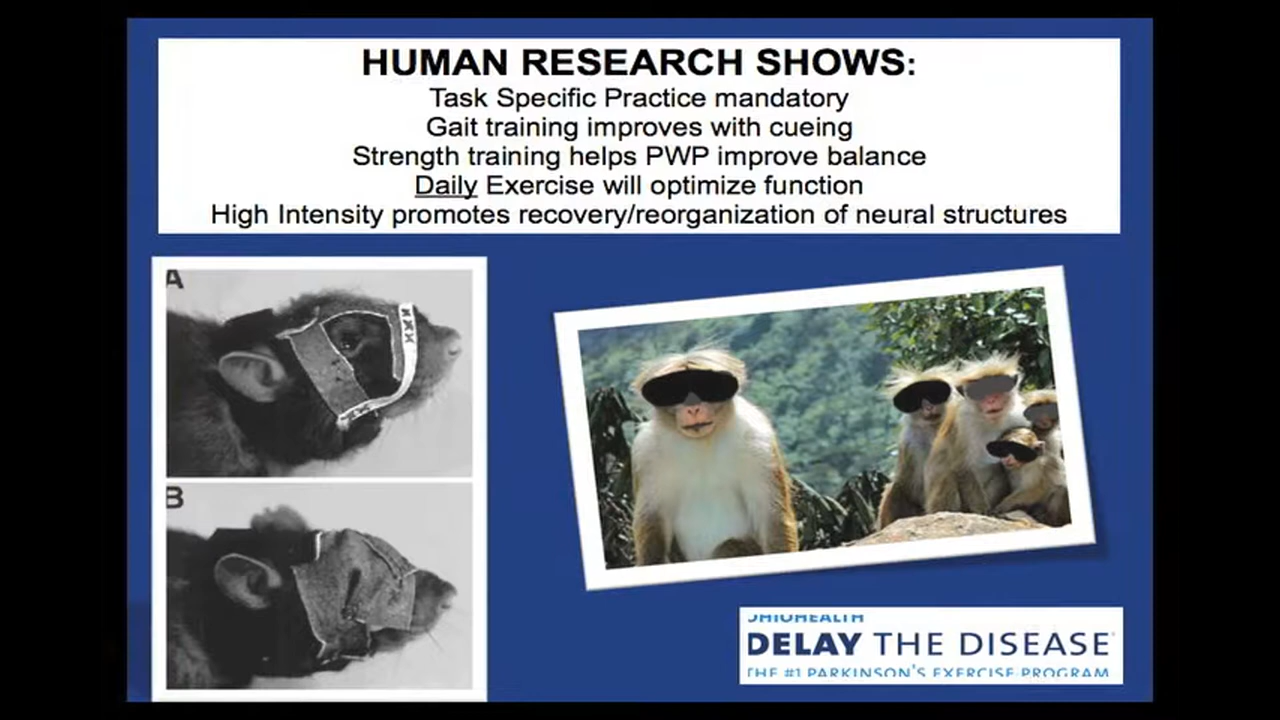 HUMAN RESEARCH SHOWS:
Task Specific Practice mandatory
Gait training improves with cueing
Strength training helps PWP improve balance
Daily Exercise will optimize function
High Intensity promotes recovery/reorganization of neural structures
A
B
OHIOHEALTH
DELAY THE DISEASE
THE #1 PARKINSON'S EXERCISE PROGRAM